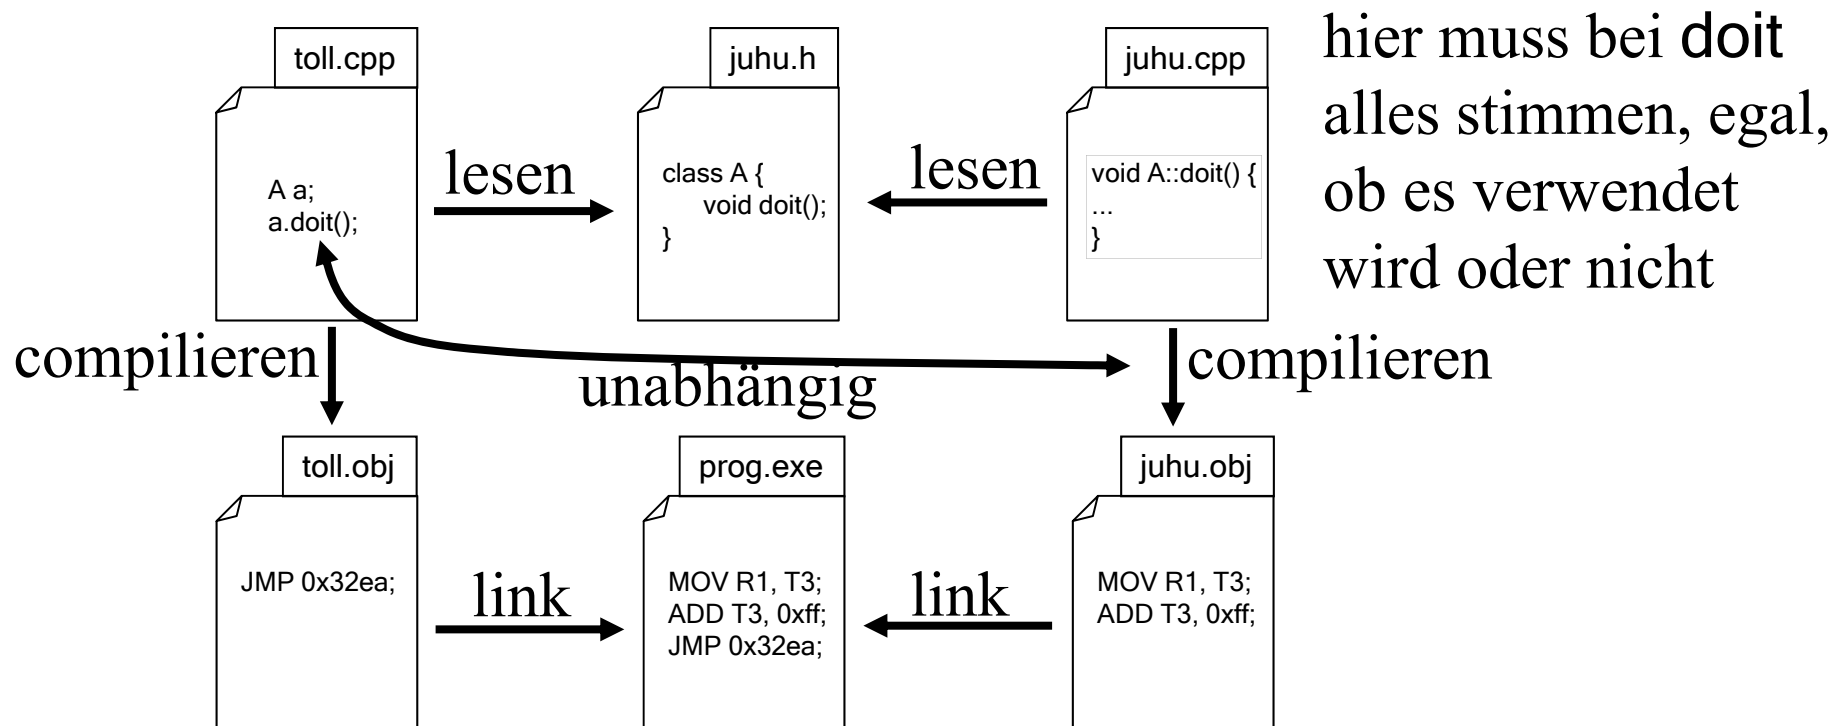 toll.cpp
A a;
a.doit();
lesen
juhu.h
class A {
void doit();
}
lesen
juhu.cpp
void A::doit() {
...
}
hier muss bei doit
alles stimmen, egal,
ob es verwendet
wird oder nicht
compilieren
unabhängig
compilieren
toll.obj
JMP 0x32ea;
link
prog.exe
MOV R1, T3;
ADD T3, 0xff;
JMP 0x32ea;
link
juhu.obj
MOV R1, T3;
ADD T3, 0xff;